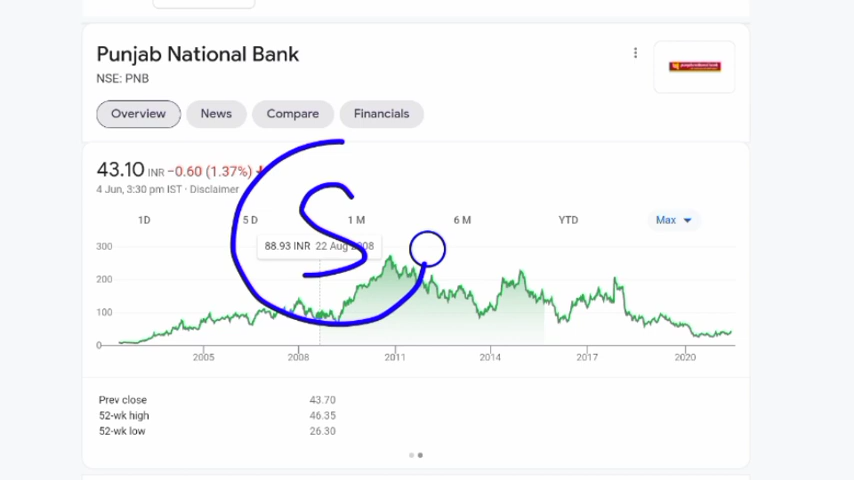 Punjab National Bank
NSE: PNB
Overview News Compare Financials
43.10 INR −0.60 (1.37%)
4 Jun, 3:30 pm IST · Disclaimer
1D 5 D 1 M 6 M YTD Max
S
88.93 INR 22 Aug 2008
300
200
100
0
2005 2008 2011 2014 2017 2020
Prev close 43.70
52-wk high 46.35
52-wk low 26.30